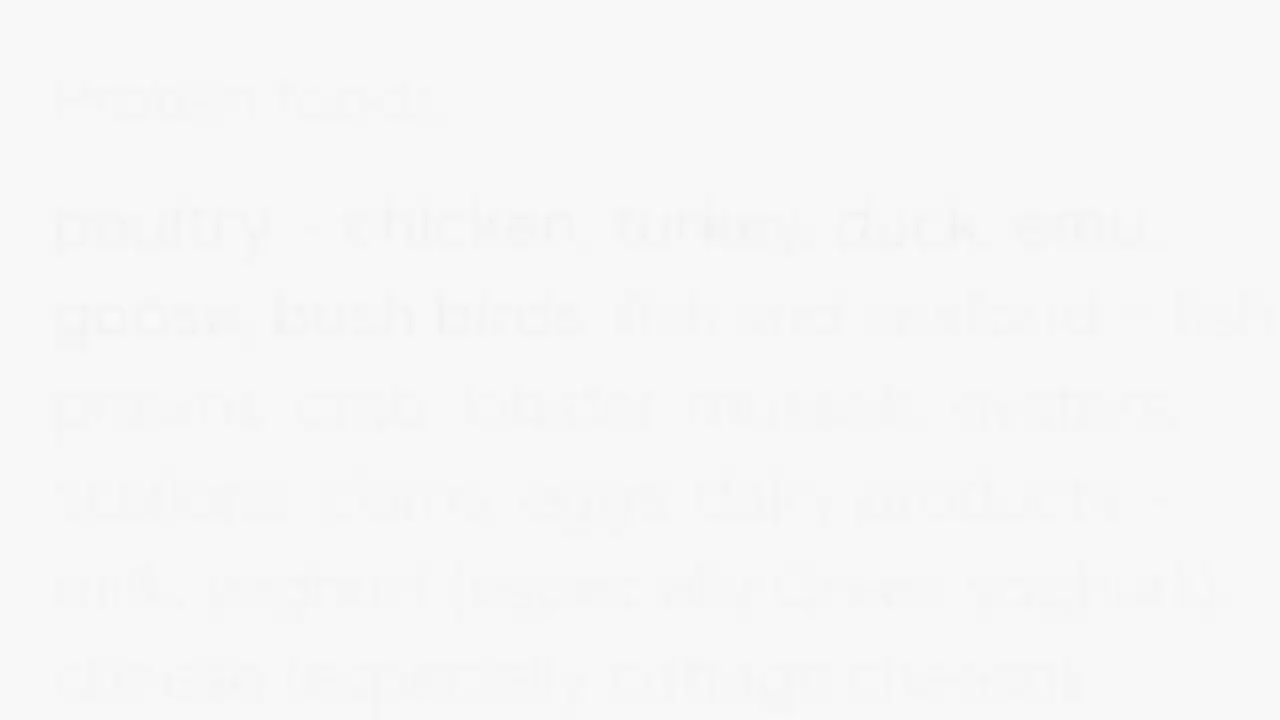 Protein foods
poultry - chicken, turkey, duck, emu,
goose, bush birds fish and seafood - fish
prawns, crab, lobster, mussels, oysters,
scallops, clams, eggs, dairy products -
milk, yoghurt (especially Greek yoghurt),
cheese (especially cottage cheese)